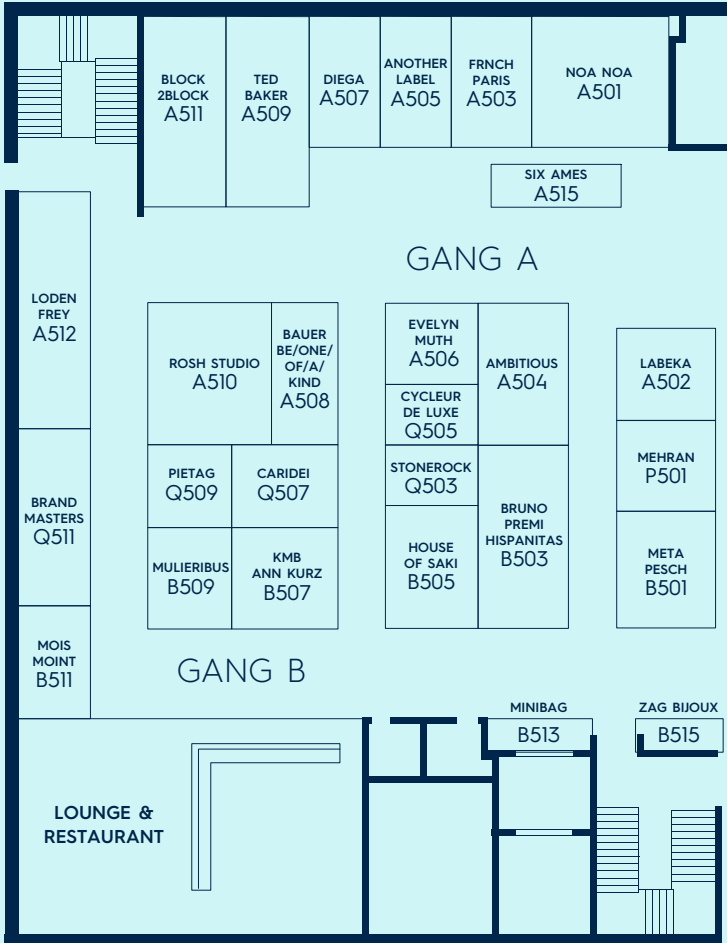 BLOCK
2BLOCK
A511
TED
BAKER
A509
DIEGA
A507
ANOTHER
LABEL
A505
FRNCH
PARIS
A503
NOA NOA
A501
SIX AMES
A515
GANG A
LODEN
FREY
A512
ROSH STUDIO
A510
BAUER
BE/ONE/
OF/A/
KIND
A508
EVELYN
MUTH
A506
AMBITIOUS
A504
LABEKA
A502
CYCLEUR
DE LUXE
Q505
MEHRAN
P501
BRAND
MASTERS
Q511
PIETAG
Q509
CARIDEI
Q507
STONEROCK
Q503
BRUNO
PREMI
HISPANITAS
B503
MULIERIBUS
B509
KMB
ANN KURZ
B507
HOUSE
OF SAKI
B505
META
PESCH
B501
MOIS
MOINT
B511
GANG B
MINIBAG
B513
ZAG BIJOUX
B515
LOUNGE &
RESTAURANT